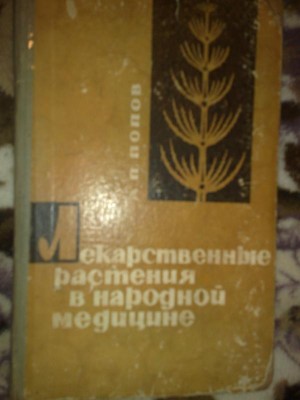 П ПОПОВ
Лекарственные
растения
в народной
медицине